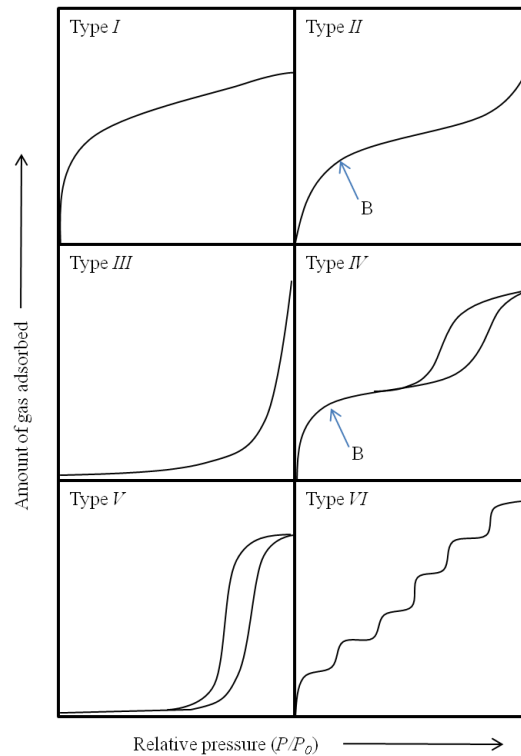 Type I
Type II
B
Type III
Type IV
B
Type V
Type VI
Amount of gas adsorbed
Relative pressure (P/P0)